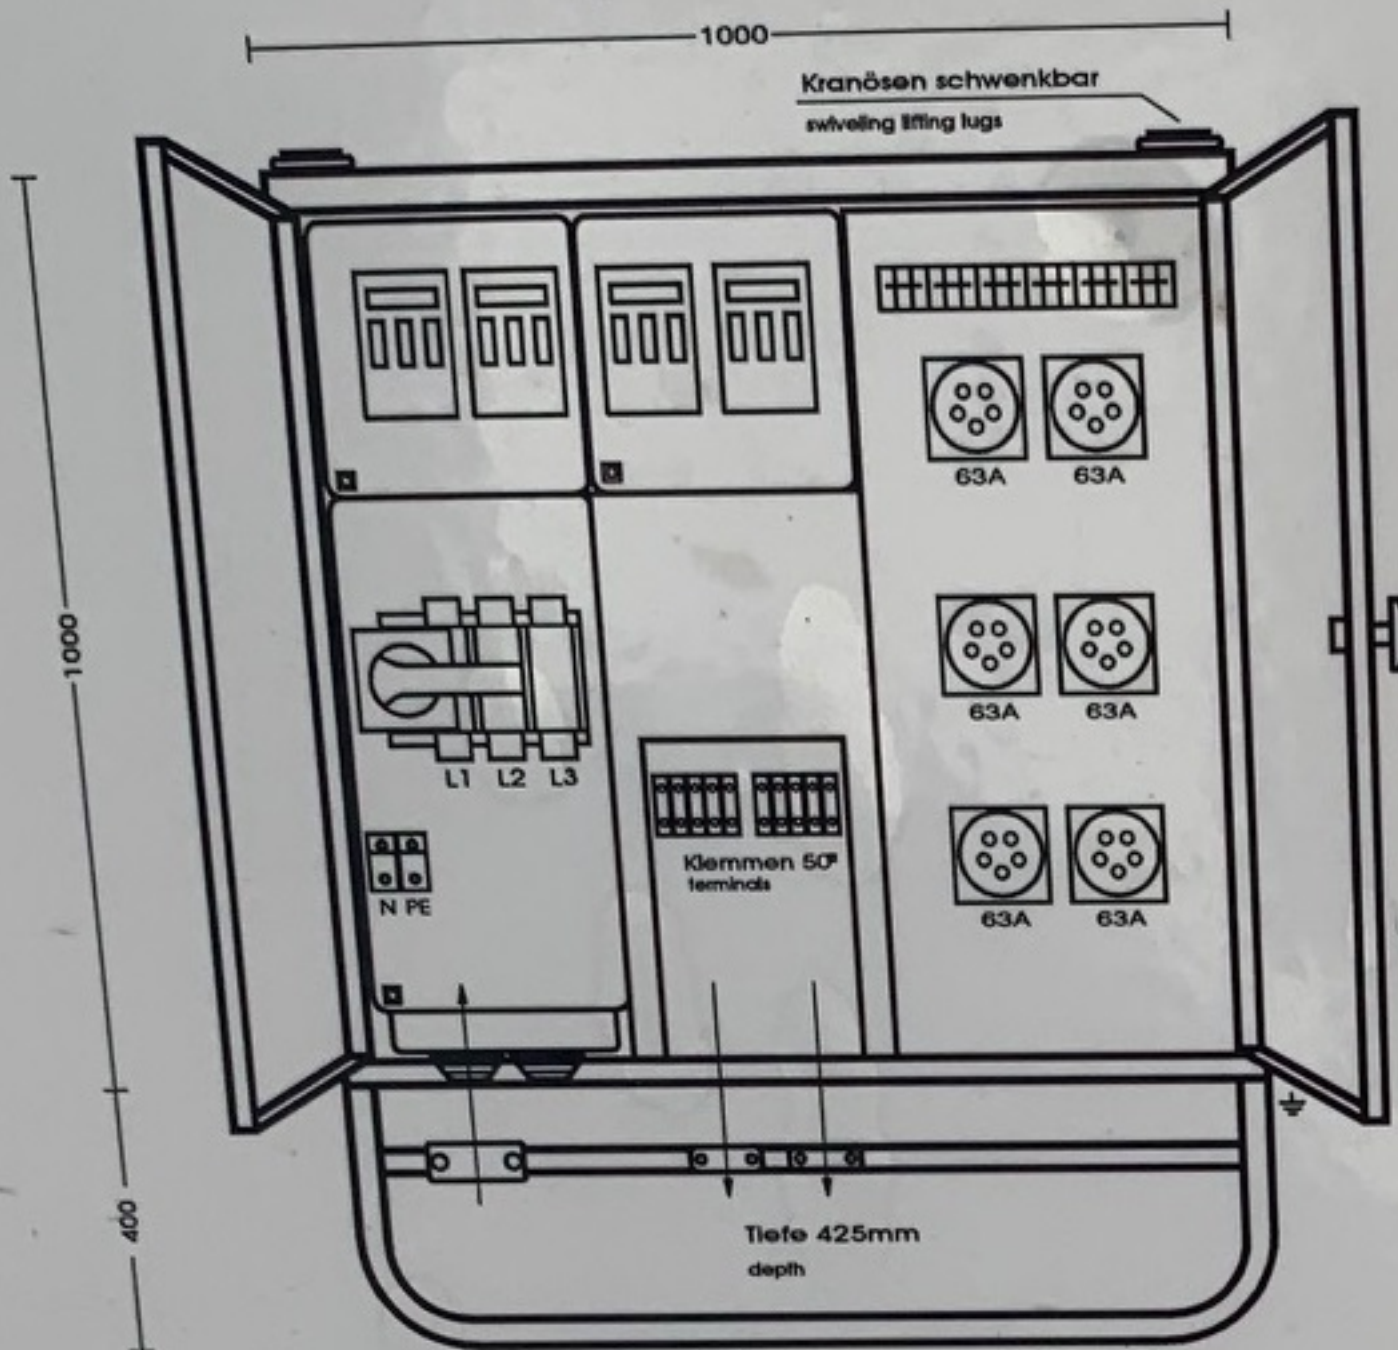 1000
Kranösen schwenkbar
swiveling lifting lugs
1000
63A 63A
63A 63A
L1 L2 L3
Klemmen 50²
terminals
N PE
63A 63A
400
Tiefe 425mm
depth